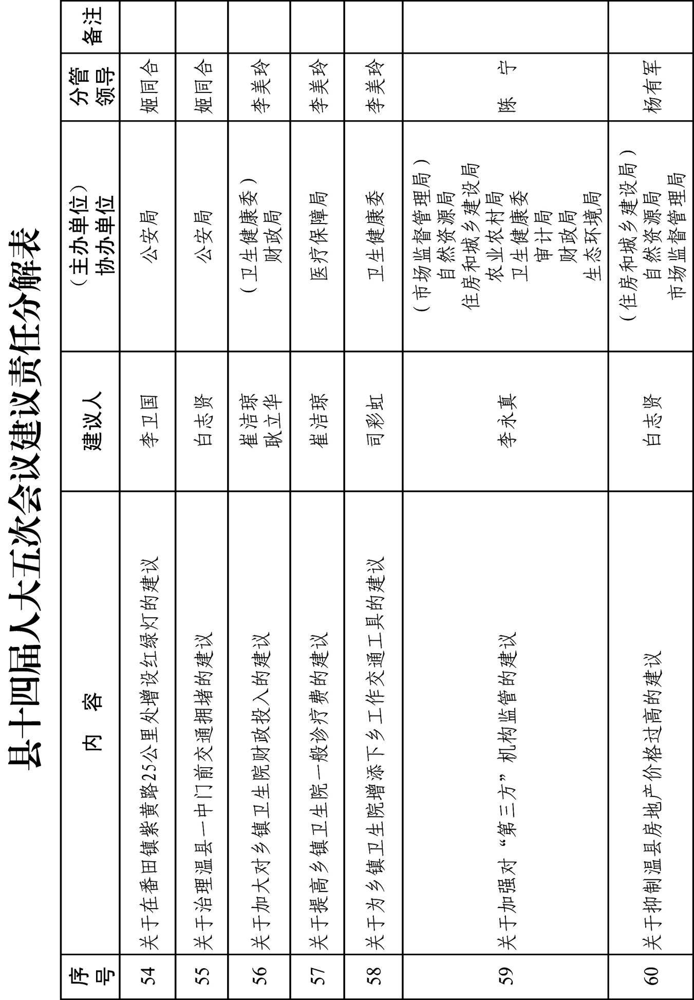 县十四届人大五次会议建议责任分解表
序号 内　容 建议人 （主办单位）协办单位 分管领导 备注
54 关于在番田镇紫黄路25公里处增设红绿灯的建议 李卫国 公安局 姬同合
55 关于治理温县一中门前交通拥堵的建议 白志贤 公安局 姬同合
56 关于加大对乡镇卫生院财政投入的建议 崔洁琼 （卫生健康委） 李美玲
耿立华 财政局
57 关于提高乡镇卫生院一般诊疗费的建议 崔洁琼 医疗保障局 李美玲
58 关于为乡镇卫生院增添下乡工作交通工具的建议 司彩虹 卫生健康委 李美玲
59 关于加强对“第三方”机构监管的建议 李永真 （市场监督管理局） 陈　宁
自然资源局
住房和城乡建设局
农业农村局
卫生健康委
审计局
财政局
生态环境局
60 关于抑制温县房地产价格过高的建议 白志贤 （住房和城乡建设局） 杨有军
自然资源局
市场监督管理局